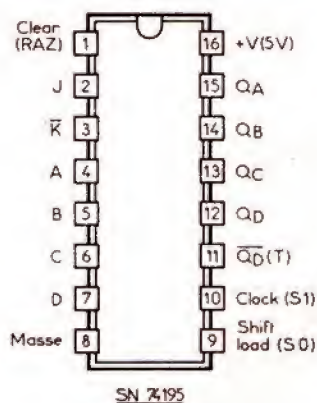 Clear
(RAZ) 1 16 +V(5V)
J 2 15 QA
K̅ 3 14 QB
A 4 13 QC
B 5 12 QD
C 6 11 Q̅D̅(T)
D 7 10 Clock (S1)
Masse 8 9 Shift
load (S0)
SN 74195